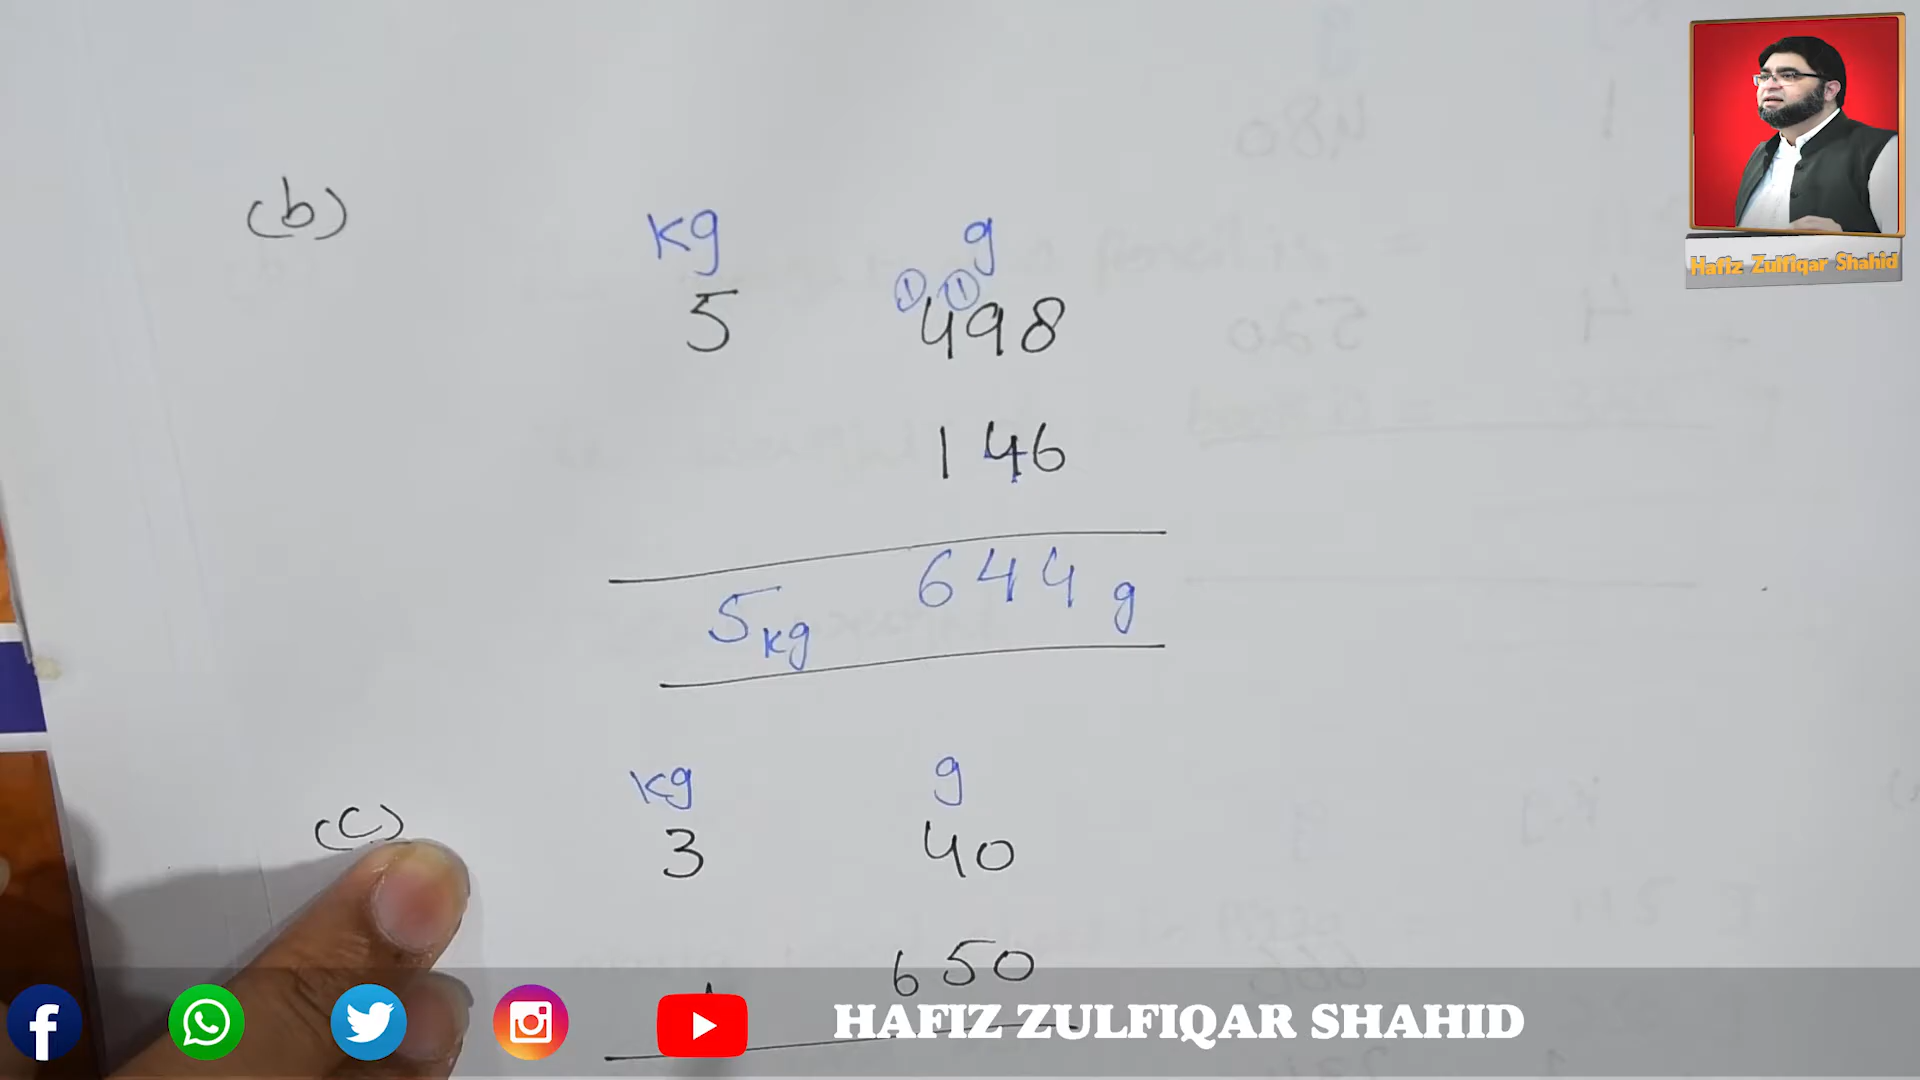 Hafiz Zulfiqar Shahid
(b)
kg g
1 1
5 498
146
5kg 644 g
kg g
(c)
3 40
650
HAFIZ ZULFIQAR SHAHID